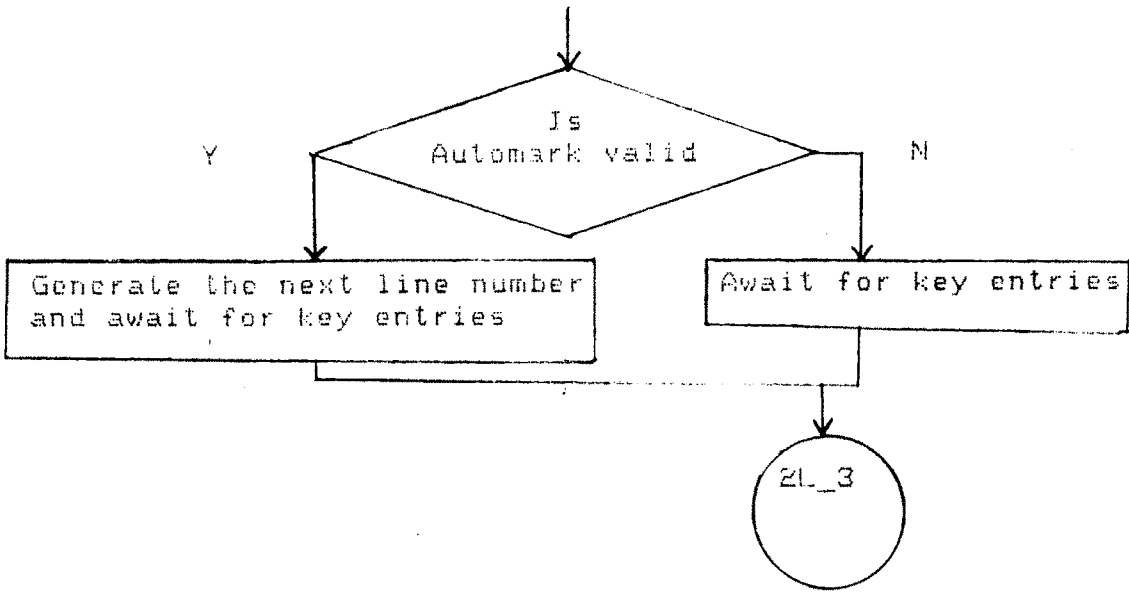 Is
Automark valid
Y
N
Generate the next line number
and await for key entries
Await for key entries
2L_3